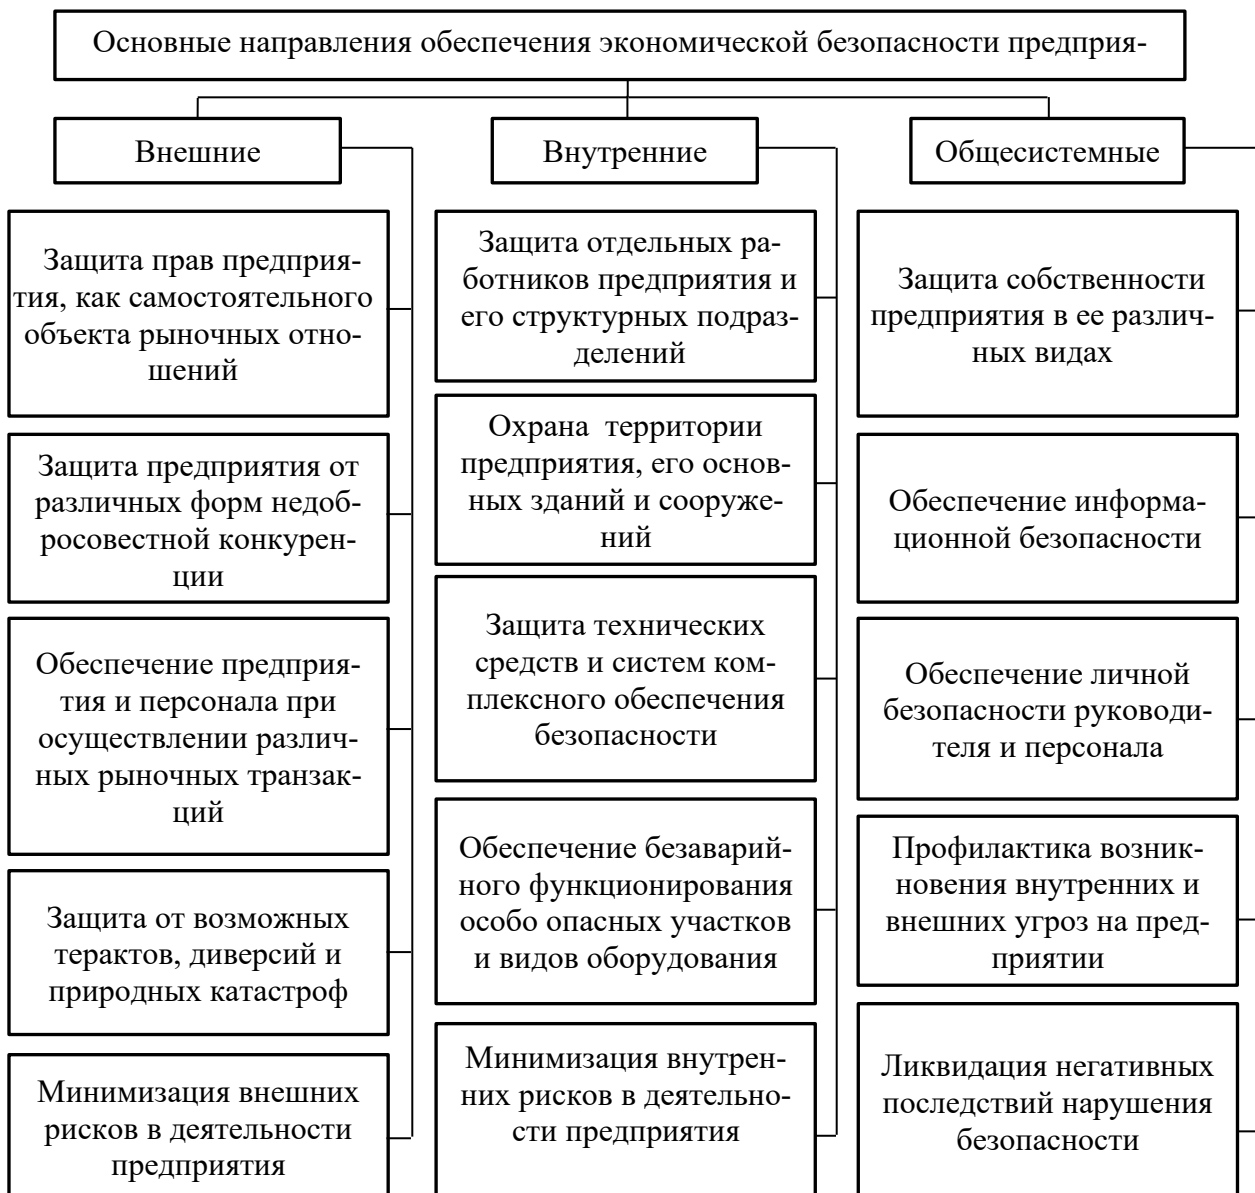 Основные направления обеспечения экономической безопасности предприя-
Внешние
Внутренние
Общесистемные
Защита прав предприя-
тия, как самостоятельного
объекта рыночных отно-
шений
Защита предприятия от
различных форм недоб-
росовестной конкурен-
ции
Обеспечение предприя-
тия и персонала при
осуществлении различ-
ных рыночных транзак-
ций
Защита от возможных
терактов, диверсий и
природных катастроф
Минимизация внешних
рисков в деятельности
предприятия
Защита отдельных ра-
ботников предприятия и
его структурных подраз-
делений
Охрана территории
предприятия, его основ-
ных зданий и сооруже-
ний
Защита технических
средств и систем ком-
плексного обеспечения
безопасности
Обеспечение безаварий-
ного функционирования
особо опасных участков
и видов оборудования
Минимизация внутрен-
них рисков в деятельно-
сти предприятия
Защита собственности
предприятия в ее различ-
ных видах
Обеспечение информа-
ционной безопасности
Обеспечение личной
безопасности руководи-
теля и персонала
Профилактика возник-
новения внутренних и
внешних угроз на пред-
приятии
Ликвидация негативных
последствий нарушения
безопасности